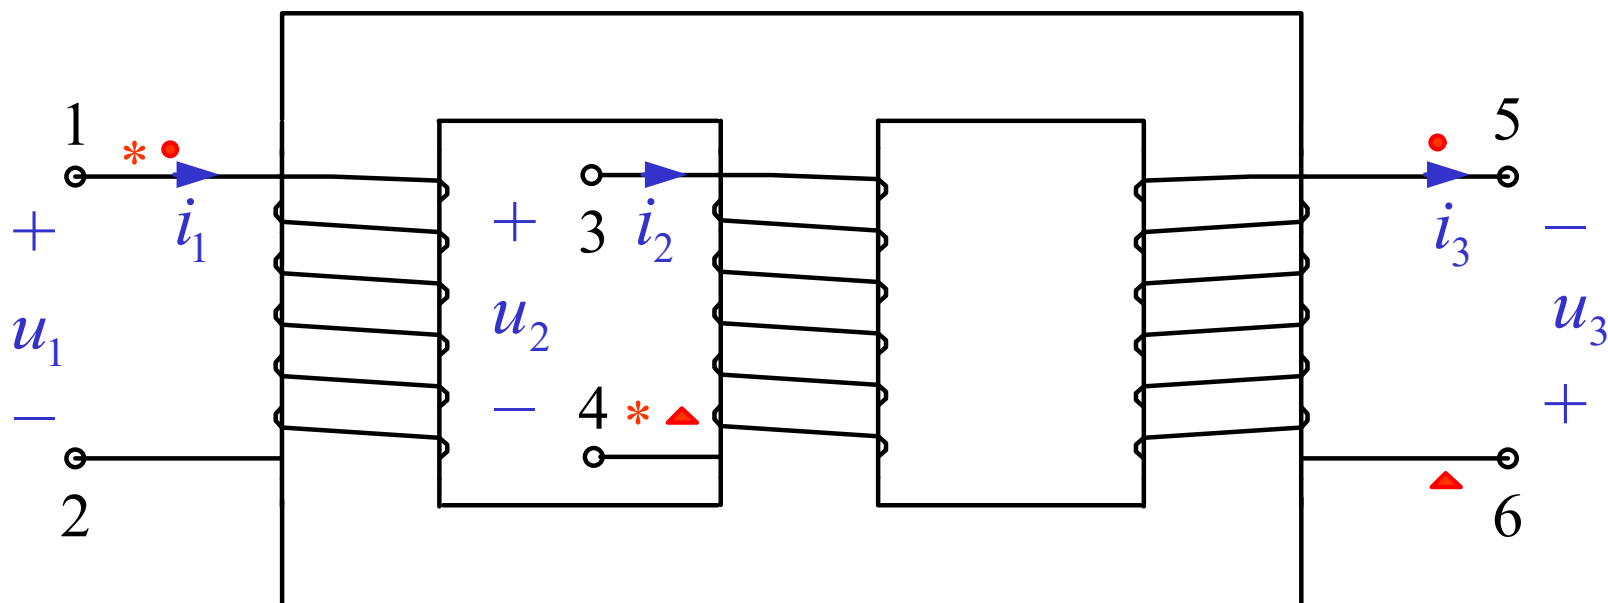 1
*
i₁
+
u₁
−
2
3
i₂
+
u₂
−
4
*
5
i₃
−
u₃
+
6